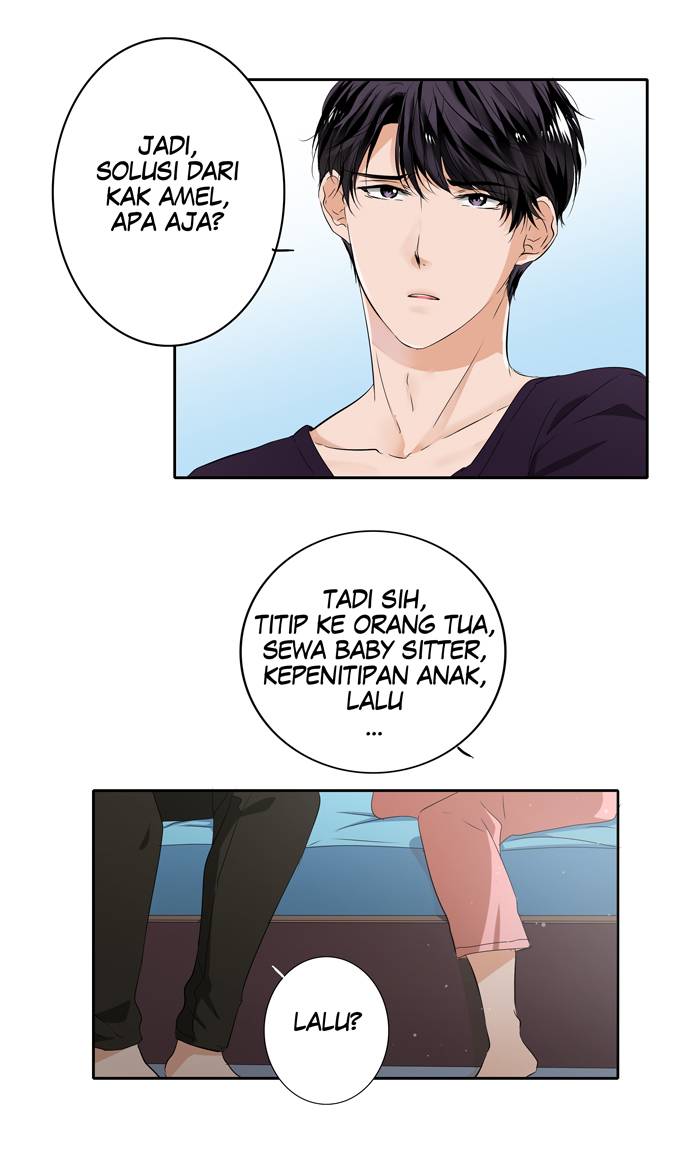 JADI,
SOLUSI DARI
KAK AMEL,
APA AJA?
TADI SIH,
TITIP KE ORANG TUA,
SEWA BABY SITTER,
KEPENITIPAN ANAK,
LALU
...
LALU?